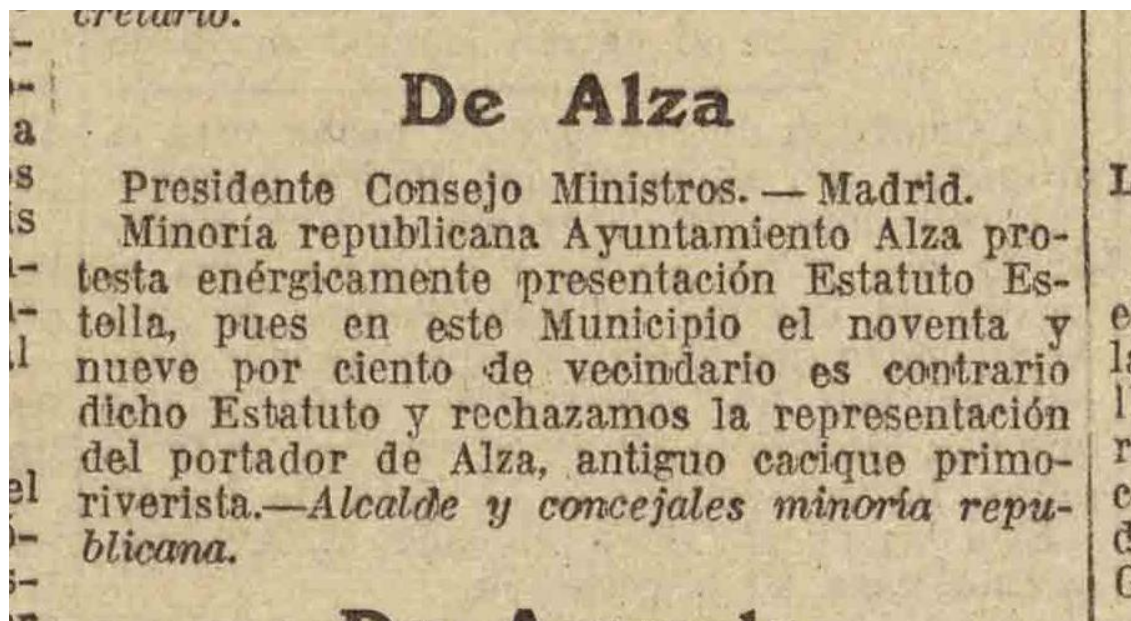 cretario.
De Alza
Presidente Consejo Ministros. — Madrid.
Minoría republicana Ayuntamiento Alza pro-
testa enérgicamente presentación Estatuto Es-
tella, pues en este Municipio el noventa y
nueve por ciento de vecindario es contrario
dicho Estatuto y rechazamos la representación
del portador de Alza, antiguo cacique primo-
riverista.—Alcalde y concejales minoría repu-
blicana.